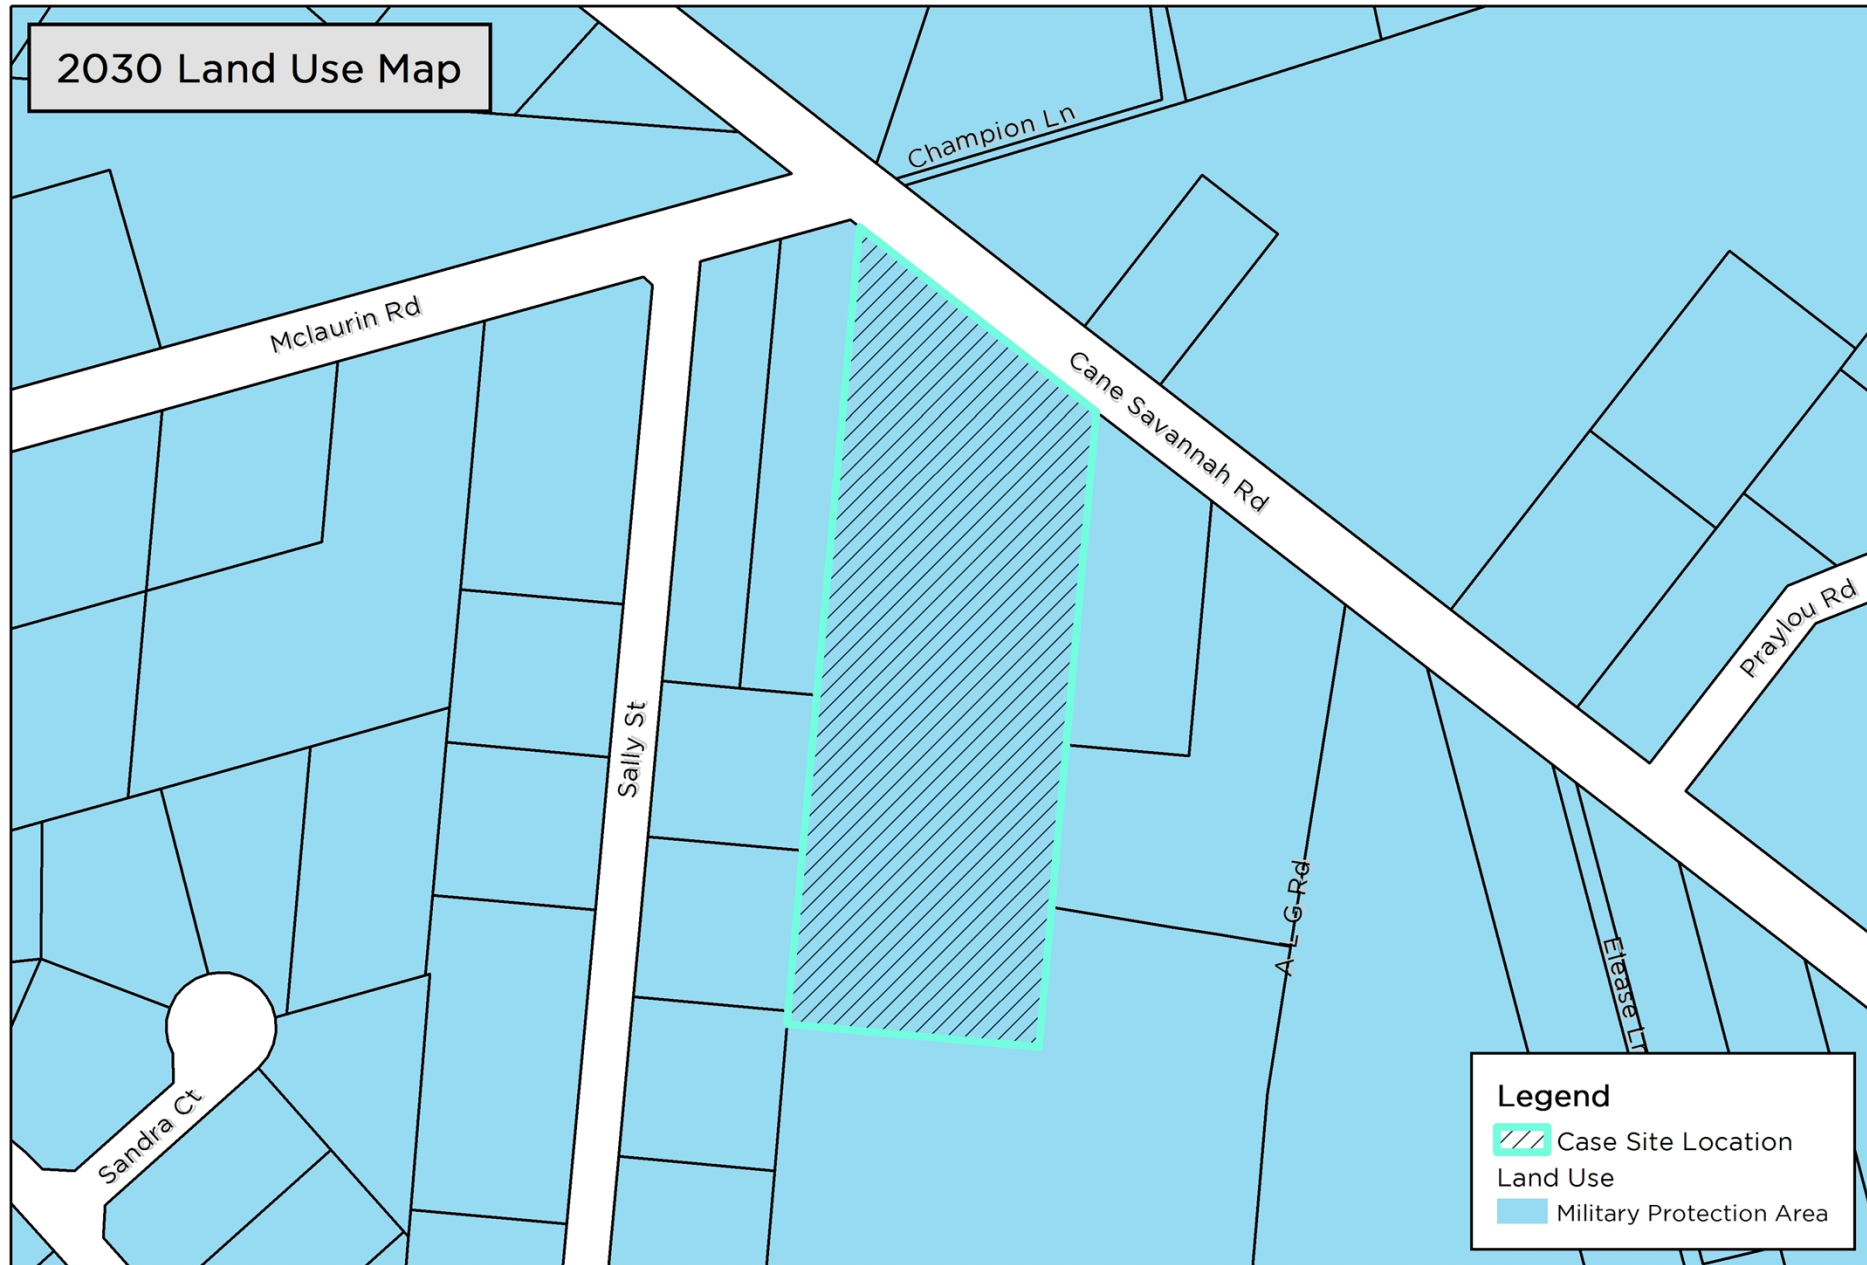 2030 Land Use Map
Champion Ln
Mclaurin Rd
Cane Savannah Rd
Praylou Rd
Sally St
A L G Rd
Elease Ln
Sandra Ct
Legend
Case Site Location
Land Use
Military Protection Area